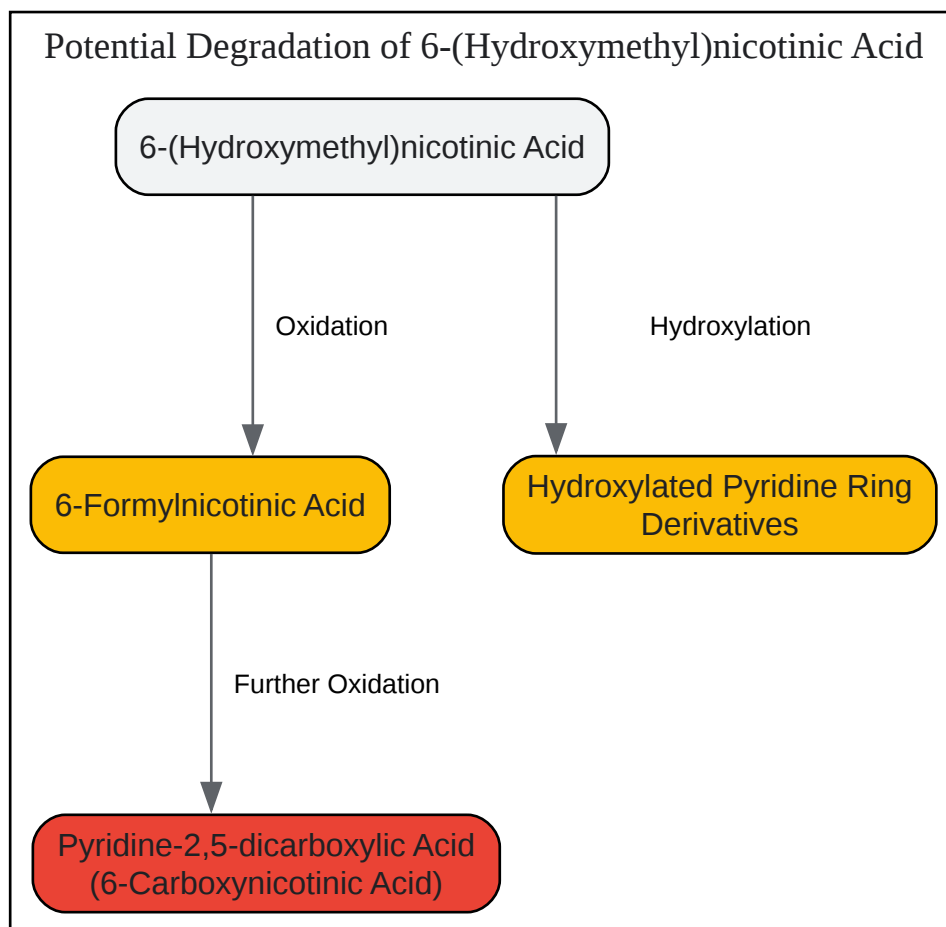 Potential Degradation of 6-(Hydroxymethyl)nicotinic Acid
6-(Hydroxymethyl)nicotinic Acid
Oxidation
Hydroxylation
6-Formylnicotinic Acid
Hydroxylated Pyridine Ring
Derivatives
Further Oxidation
Pyridine-2,5-dicarboxylic Acid
(6-Carboxynicotinic Acid)